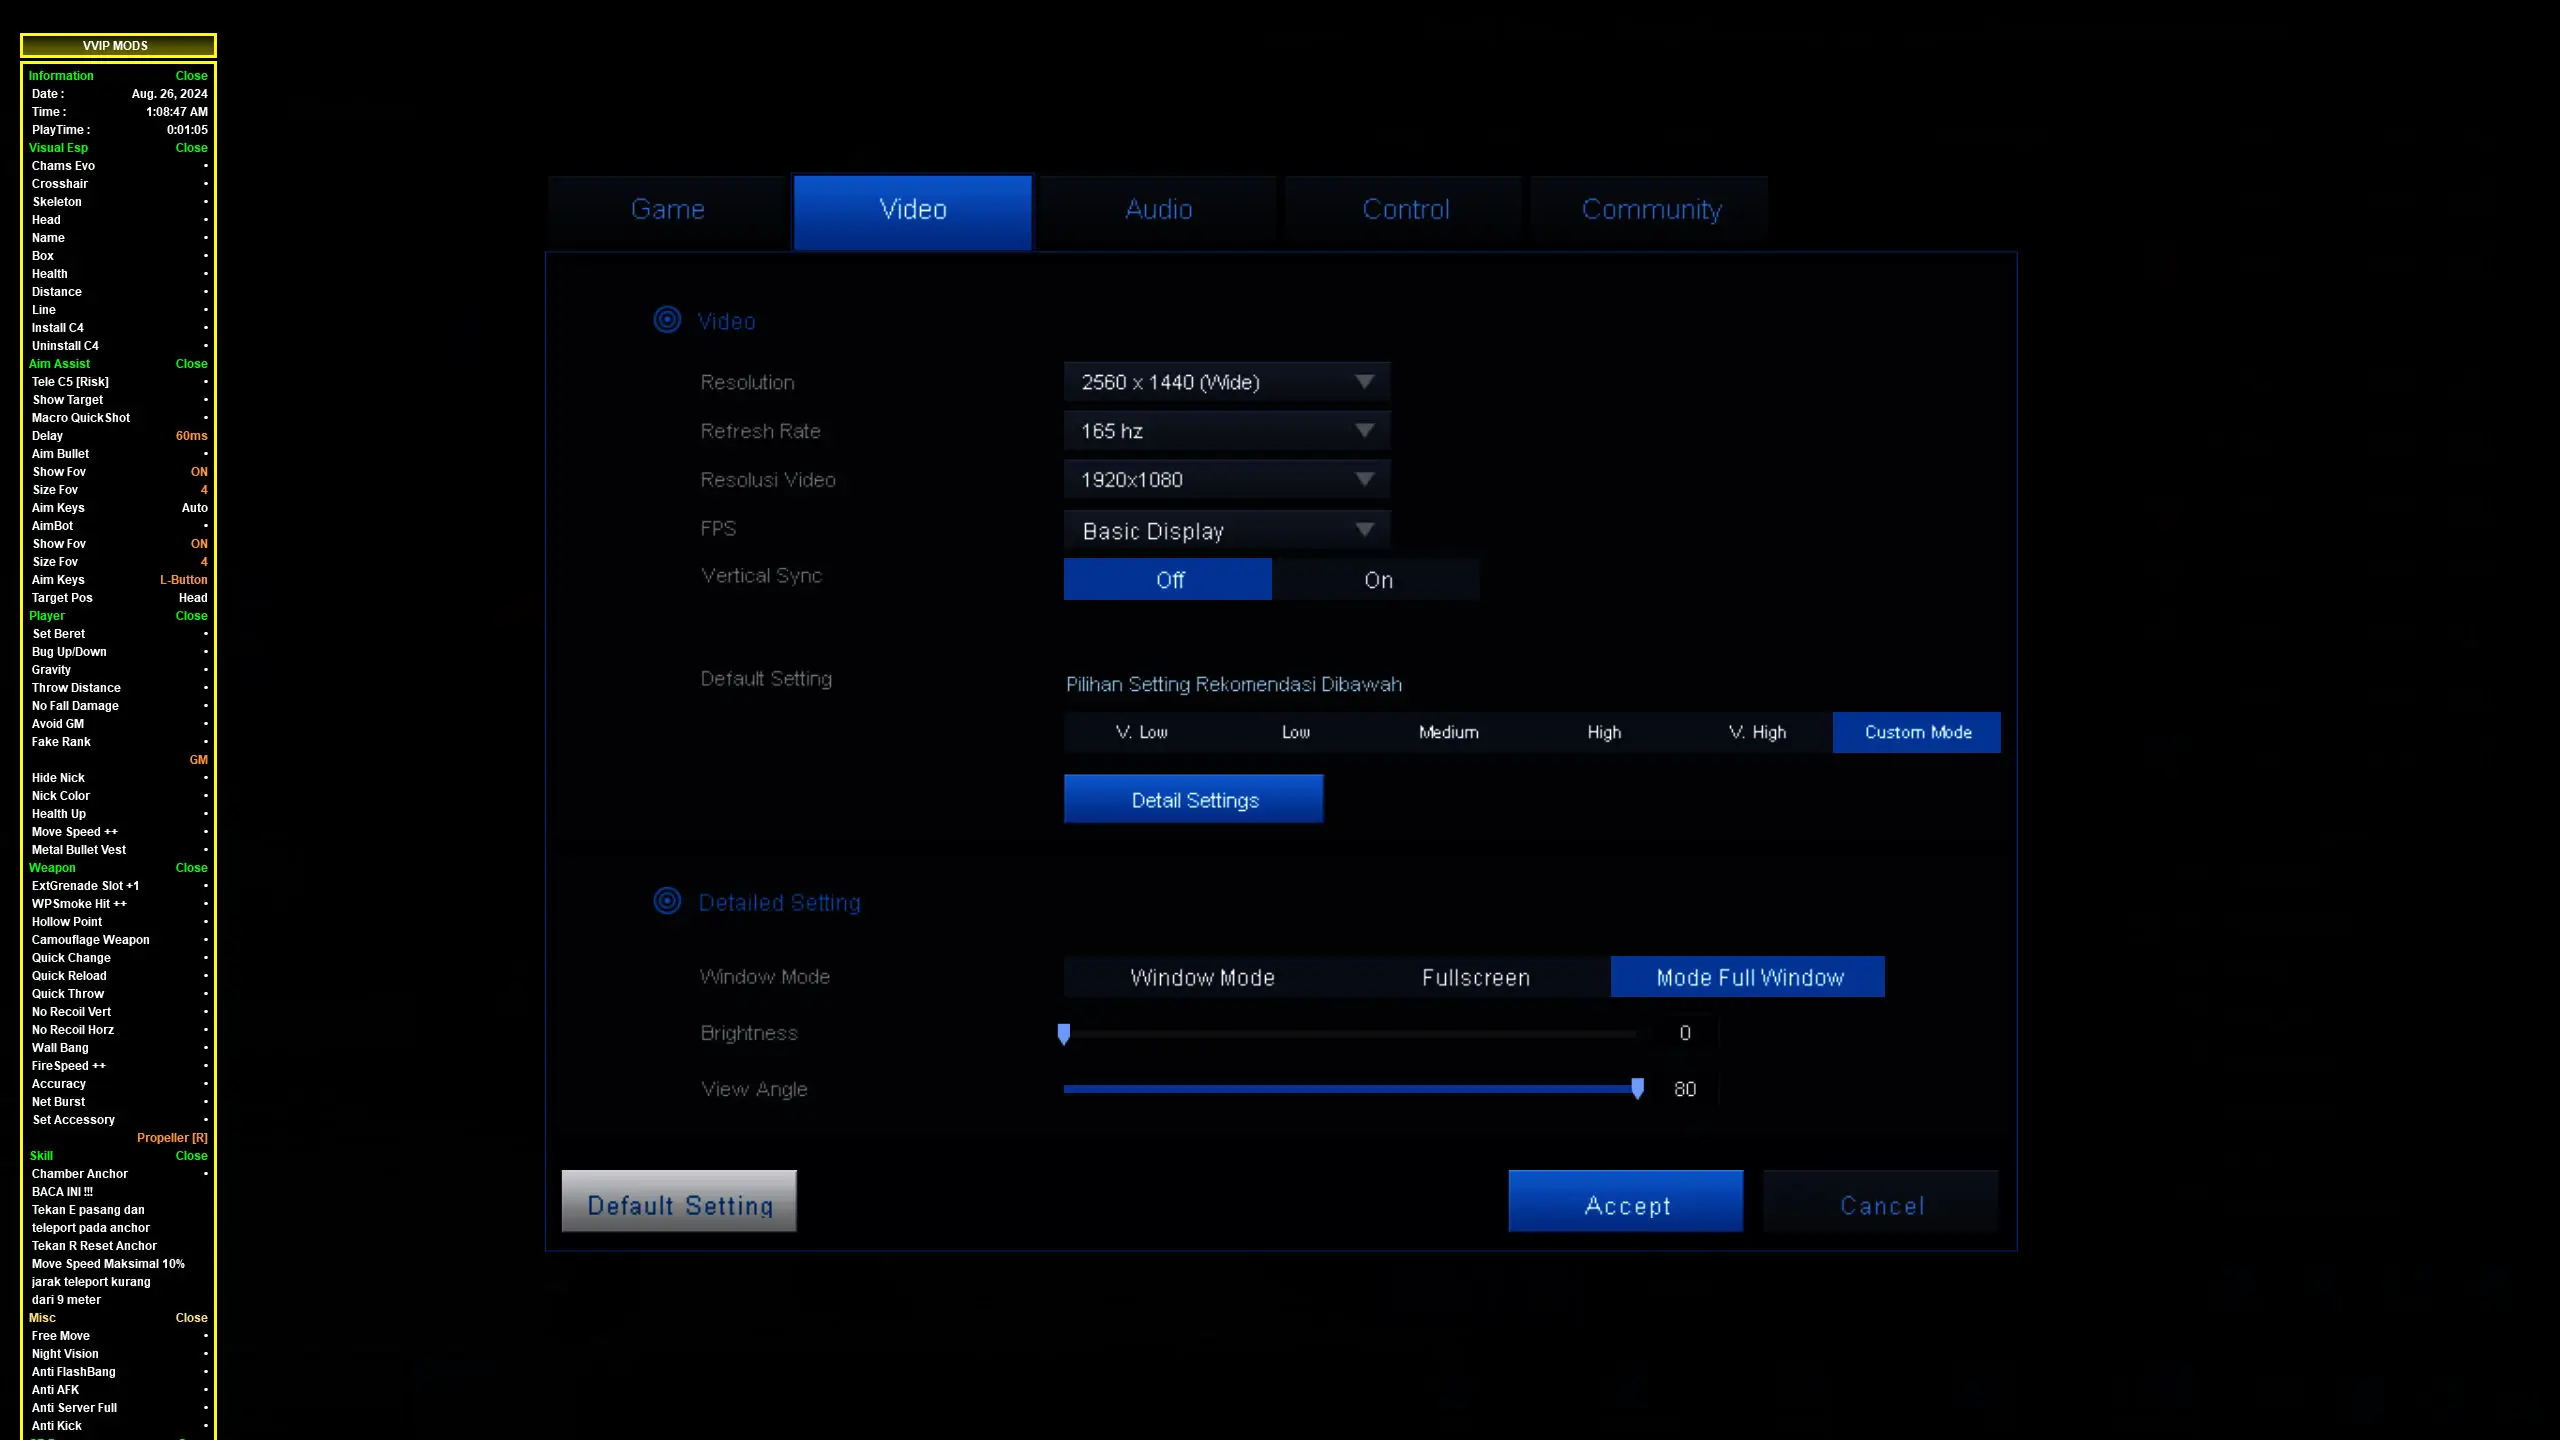 VVIP MODS
Information Close
Date : Aug. 26, 2024
Time : 1:08:47 AM
PlayTime : 0:01:05
Visual Esp Close
Chams Evo •
Crosshair •
Skeleton •
Head •
Name •
Box •
Health •
Distance •
Line •
Install C4 •
Uninstall C4 •
Aim Assist Close
Tele C5 [Risk] •
Show Target •
Macro QuickShot •
Delay 60ms
Aim Bullet •
Show Fov ON
Size Fov 4
Aim Keys Auto
AimBot •
Show Fov ON
Size Fov 4
Aim Keys L-Button
Target Pos Head
Player Close
Set Beret •
Bug Up/Down •
Gravity •
Throw Distance •
No Fall Damage •
Avoid GM •
Fake Rank •
GM
Hide Nick •
Nick Color •
Health Up •
Move Speed ++ •
Metal Bullet Vest •
Weapon Close
ExtGrenade Slot +1 •
WPSmoke Hit ++ •
Hollow Point •
Camouflage Weapon •
Quick Change •
Quick Reload •
Quick Throw •
No Recoil Vert •
No Recoil Horz •
Wall Bang •
FireSpeed ++ •
Accuracy •
Net Burst •
Set Accessory •
Propeller [R]
Skill Close
Chamber Anchor •
BACA INI !!!
Tekan E pasang dan
teleport pada anchor
Tekan R Reset Anchor
Move Speed Maksimal 10%
jarak teleport kurang
dari 9 meter
Misc Close
Free Move •
Night Vision •
Anti FlashBang •
Anti AFK •
Anti Server Full •
Anti Kick •
Game Video Audio Control Community
Video
Resolution 2560 x 1440 (Wide)
Refresh Rate 165 hz
Resolusi Video 1920x1080
FPS Basic Display
Vertical Sync Off On
Default Setting Pilihan Setting Rekomendasi Dibawah
V. Low Low Medium High V. High Custom Mode
Detail Settings
Detailed Setting
Window Mode Window Mode Fullscreen Mode Full Window
Brightness 0
View Angle 80
Default Setting Accept Cancel